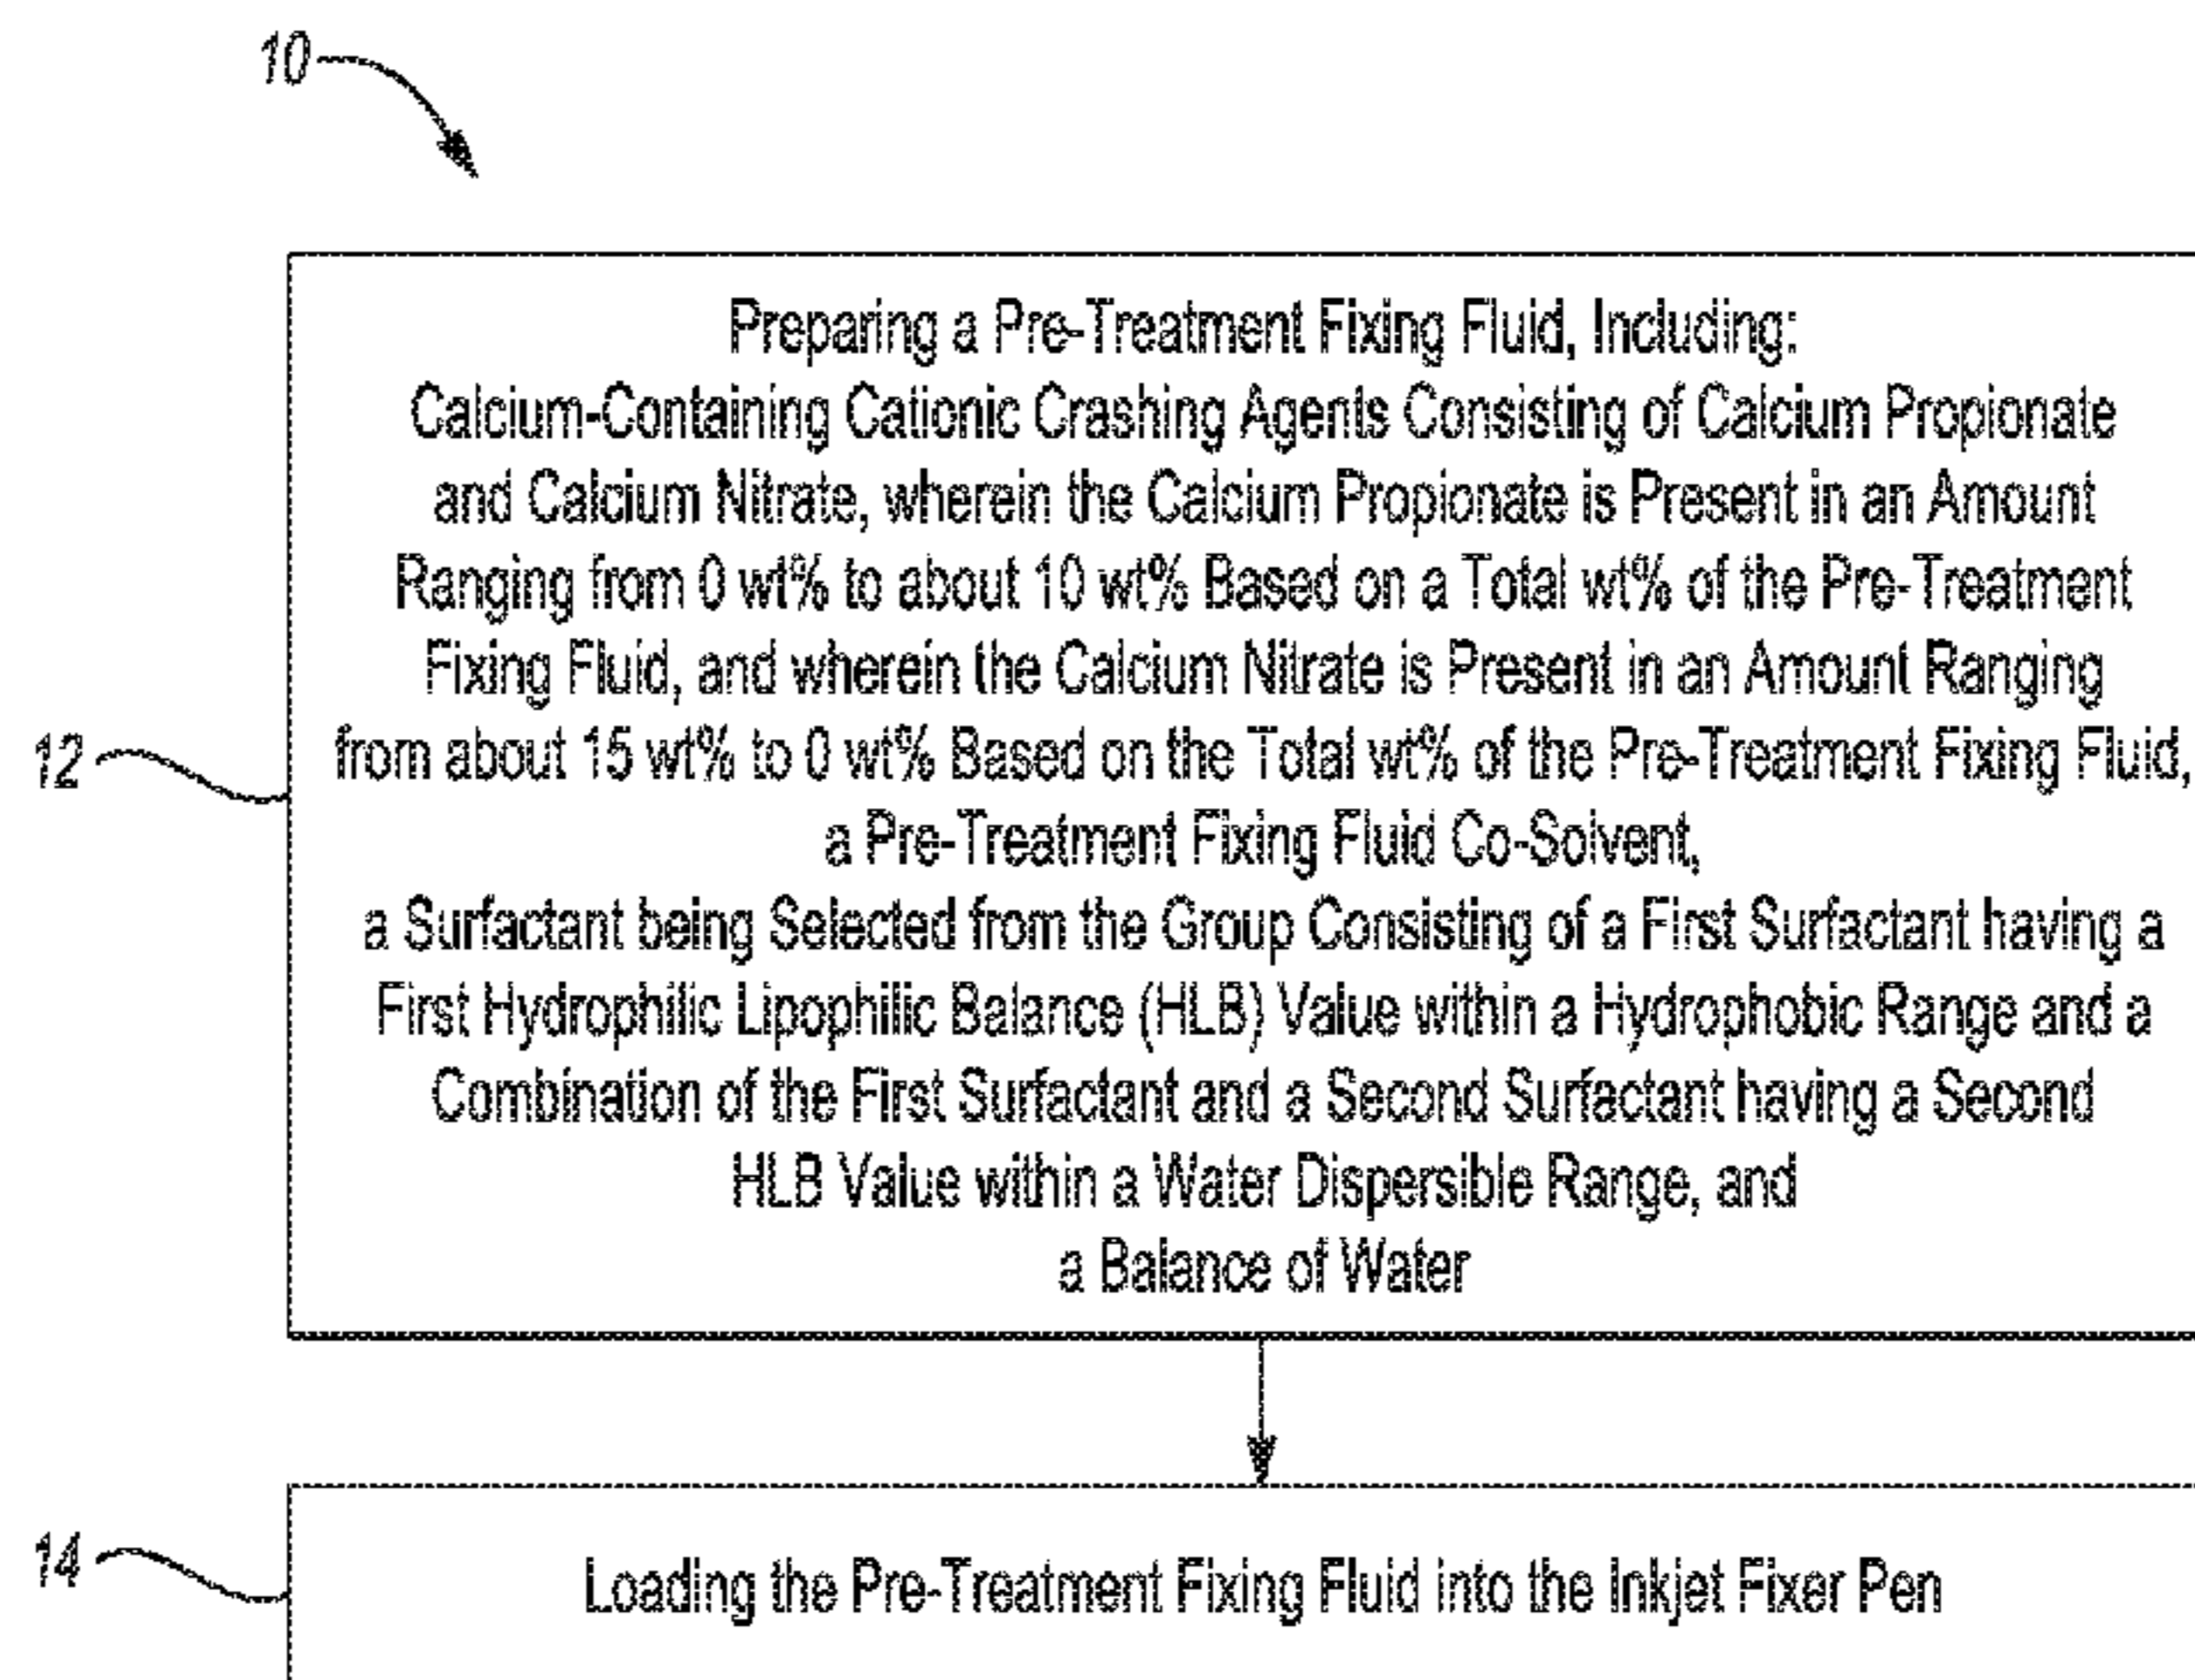 10
Preparing a Pre-Treatment Fixing Fluid, Including:
Calcium-Containing Cationic Crashing Agents Consisting of Calcium Propionate
and Calcium Nitrate, wherein the Calcium Propionate is Present in an Amount
Ranging from 0 wt% to about 10 wt% Based on a Total wt% of the Pre-Treatment
Fixing Fluid, and wherein the Calcium Nitrate is Present in an Amount Ranging
from about 15 wt% to 0 wt% Based on the Total wt% of the Pre-Treatment Fixing Fluid,
12
a Pre-Treatment Fixing Fluid Co-Solvent,
a Surfactant being Selected from the Group Consisting of a First Surfactant having a
First Hydrophilic Lipophilic Balance (HLB) Value within a Hydrophobic Range and a
Combination of the First Surfactant and a Second Surfactant having a Second
HLB Value within a Water Dispersible Range, and
a Balance of Water
14
Loading the Pre-Treatment Fixing Fluid into the Inkjet Fixer Pen